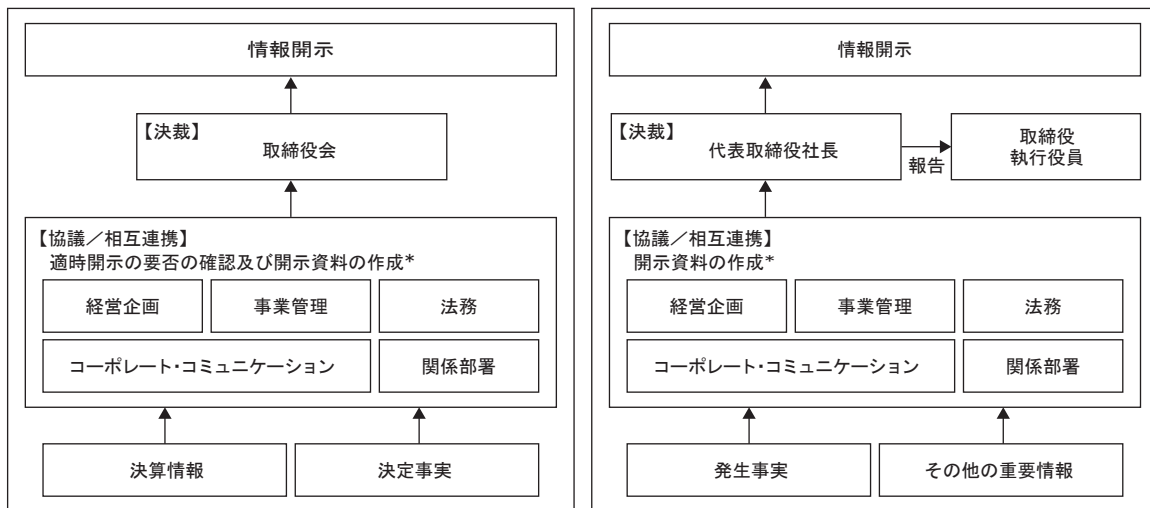 情報開示
【決裁】
取締役会
【協議／相互連携】
適時開示の要否の確認及び開示資料の作成*
経営企画
事業管理
法務
コーポレート・コミュニケーション
関係部署
決算情報
決定事実
情報開示
【決裁】
代表取締役社長
報告
取締役
執行役員
【協議／相互連携】
開示資料の作成*
経営企画
事業管理
法務
コーポレート・コミュニケーション
関係部署
発生事実
その他の重要情報